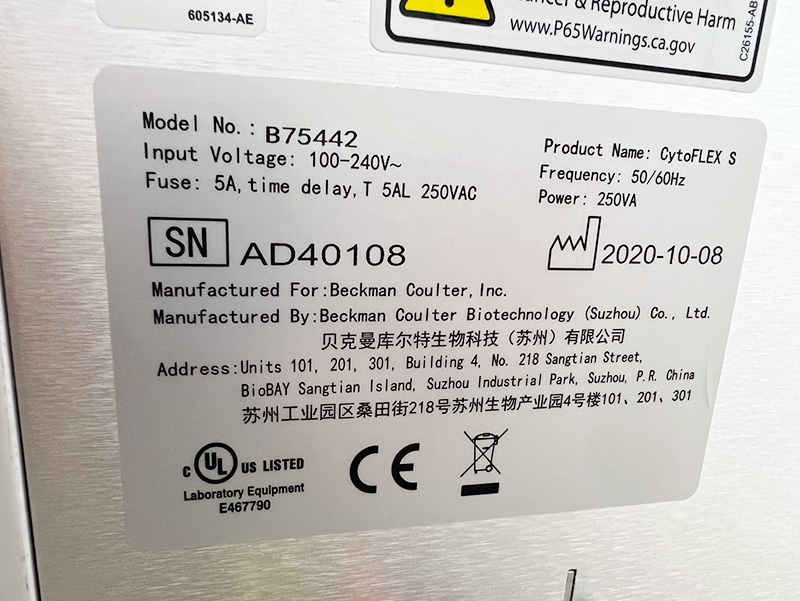 605134-AE
& Reproductive Harm
www.P65Warnings.ca.gov
C26155-AB
Model No.: B75442
Input Voltage: 100-240V~
Fuse: 5A, time delay, T 5AL 250VAC
Product Name: CytoFLEX S
Frequency: 50/60Hz
Power: 250VA
SN AD40108
2020-10-08
Manufactured For:Beckman Coulter, Inc.
Manufactured By:Beckman Coulter Biotechnology (Suzhou) Co., Ltd.
贝克曼库尔特生物科技（苏州）有限公司
Address:Units 101, 201, 301, Building 4, No. 218 Sangtian Street,
BioBAY Sangtian Island, Suzhou Industrial Park, Suzhou, P.R. China
苏州工业园区桑田街218号苏州生物产业园4号楼101、201、301
C UL US LISTED
Laboratory Equipment
E467790
CE